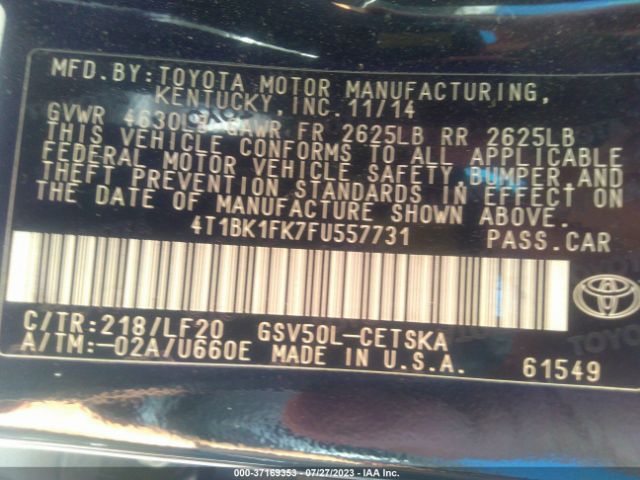 MFD.BY:TOYOTA MOTOR MANUFACTURING,
KENTUCKY, INC. 11/14
GVWR 4630LB GAWR FR 2625LB RR 2625LB
THIS VEHICLE CONFORMS TO ALL APPLICABLE
FEDERAL MOTOR VEHICLE SAFETY, BUMPER, AND
THEFT PREVENTION STANDARDS IN EFFECT ON
THE DATE OF MANUFACTURE SHOWN ABOVE.
4T1BK1FK7FU557731 PASS.CAR
C/TR:218/LF20 GSV50L-CETSKA
A/TM:-02A/U660E MADE IN U.S.A. 61549
TOYOTA
000-37169353 - 07/27/2023 - IAA Inc.